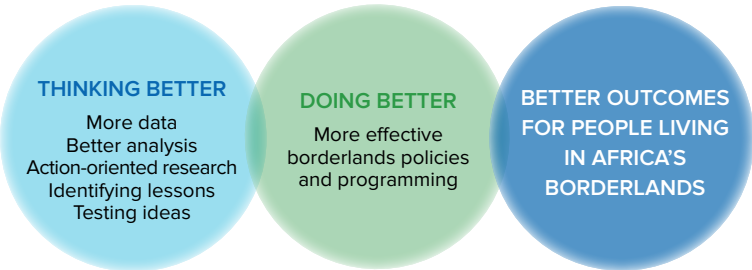 THINKING BETTER
More data
Better analysis
Action-oriented research
Identifying lessons
Testing ideas
DOING BETTER
More effective
borderlands policies
and programming
BETTER OUTCOMES
FOR PEOPLE LIVING
IN AFRICA'S
BORDERLANDS